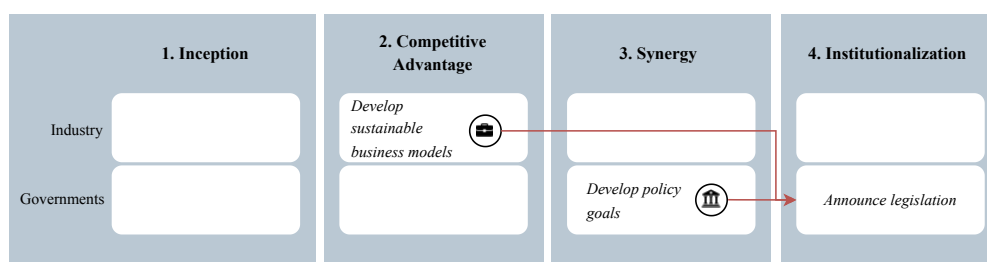 1. Inception
2. Competitive
Advantage
3. Synergy
4. Institutionalization
Industry
Develop
sustainable
business models
Governments
Develop policy
goals
Announce legislation